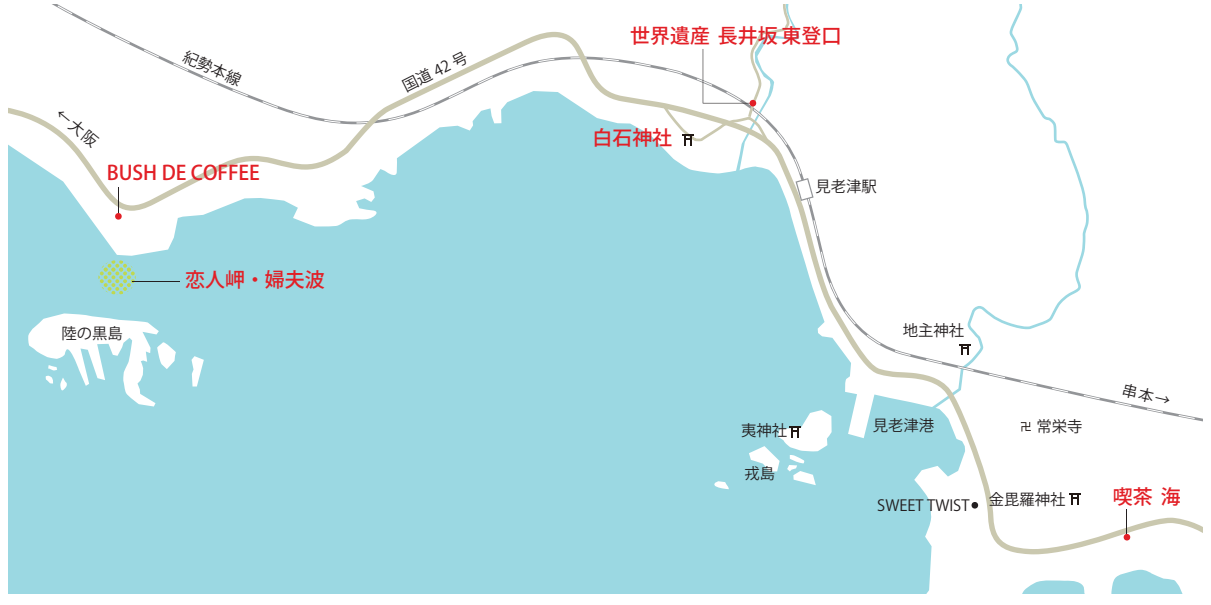 世界遺産 長井坂 東登口
紀勢本線
国道 42 号
←大阪
白石神社
BUSH DE COFFEE
見老津駅
恋人岬・婦夫波
陸の黒島
地主神社
串本→
夷神社
見老津港
卍 常栄寺
戎島
SWEET TWIST
金毘羅神社
喫茶 海